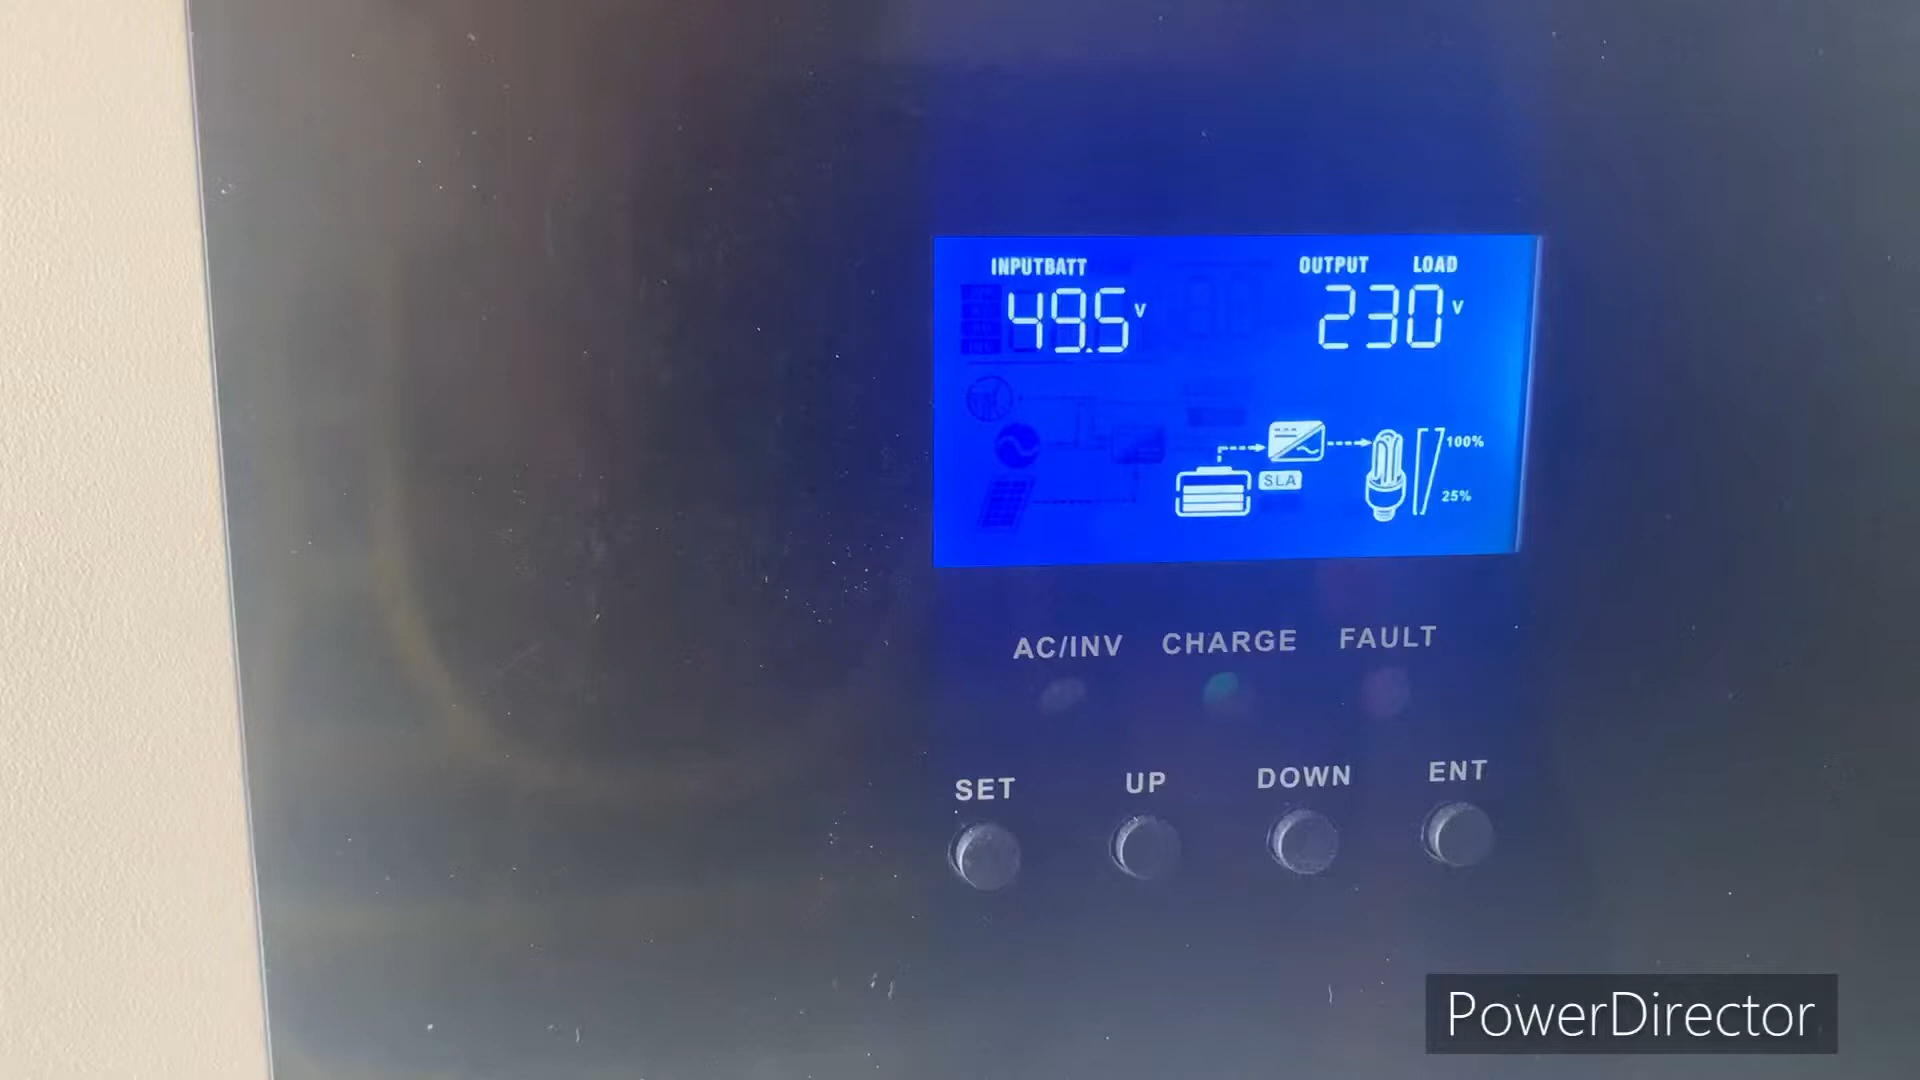 INPUTBATT OUTPUT LOAD
49.5V 230V
100%
SLA
25%
AC/INV CHARGE FAULT
SET UP DOWN ENT
PowerDirector